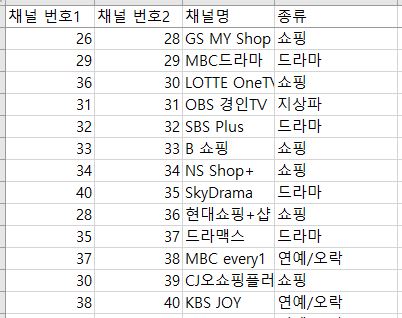 채널 번호1 채널 번호2 채널명 종류
26 28 GS MY Shop 쇼핑
29 29 MBC드라마 드라마
36 30 LOTTE OneTV 쇼핑
31 31 OBS 경인TV 지상파
32 32 SBS Plus 드라마
33 33 B 쇼핑 쇼핑
34 34 NS Shop+ 쇼핑
40 35 SkyDrama 드라마
28 36 현대쇼핑+샵 쇼핑
35 37 드라맥스 드라마
37 38 MBC every1 연예/오락
30 39 CJ오쇼핑플러 쇼핑
38 40 KBS JOY 연예/오락